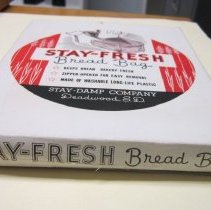 STAY-FRESH
Bread Bag
KEEPS BREAD BAKERY FRESH
ZIPPER-OPENED FOR EASY REMOVAL
MADE OF WASHABLE LONG-LIFE PLASTIC
STAY-DAMP COMPANY
Deadwood S.D.
AY-FRESH Bread B